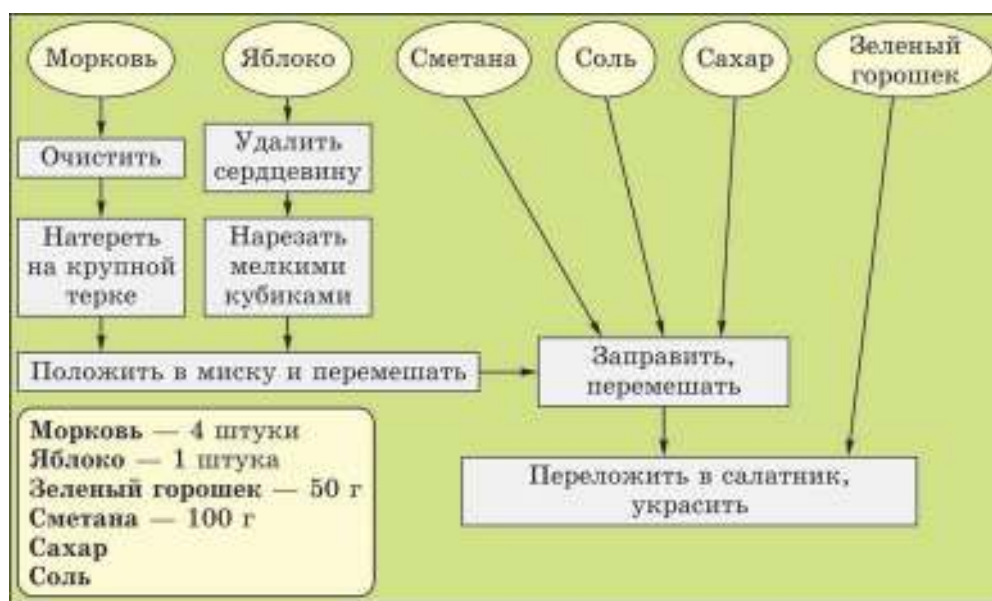 Морковь
Яблоко
Сметана
Соль
Сахар
Зеленый
горошек
Очистить
Удалить
сердцевину
Натереть
на крупной
терке
Нарезать
мелкими
кубиками
Положить в миску и перемешать
Заправить,
перемешать
Переложить в салатник,
украсить
Морковь — 4 штуки
Яблоко — 1 штука
Зеленый горошек — 50 г
Сметана — 100 г
Сахар
Соль